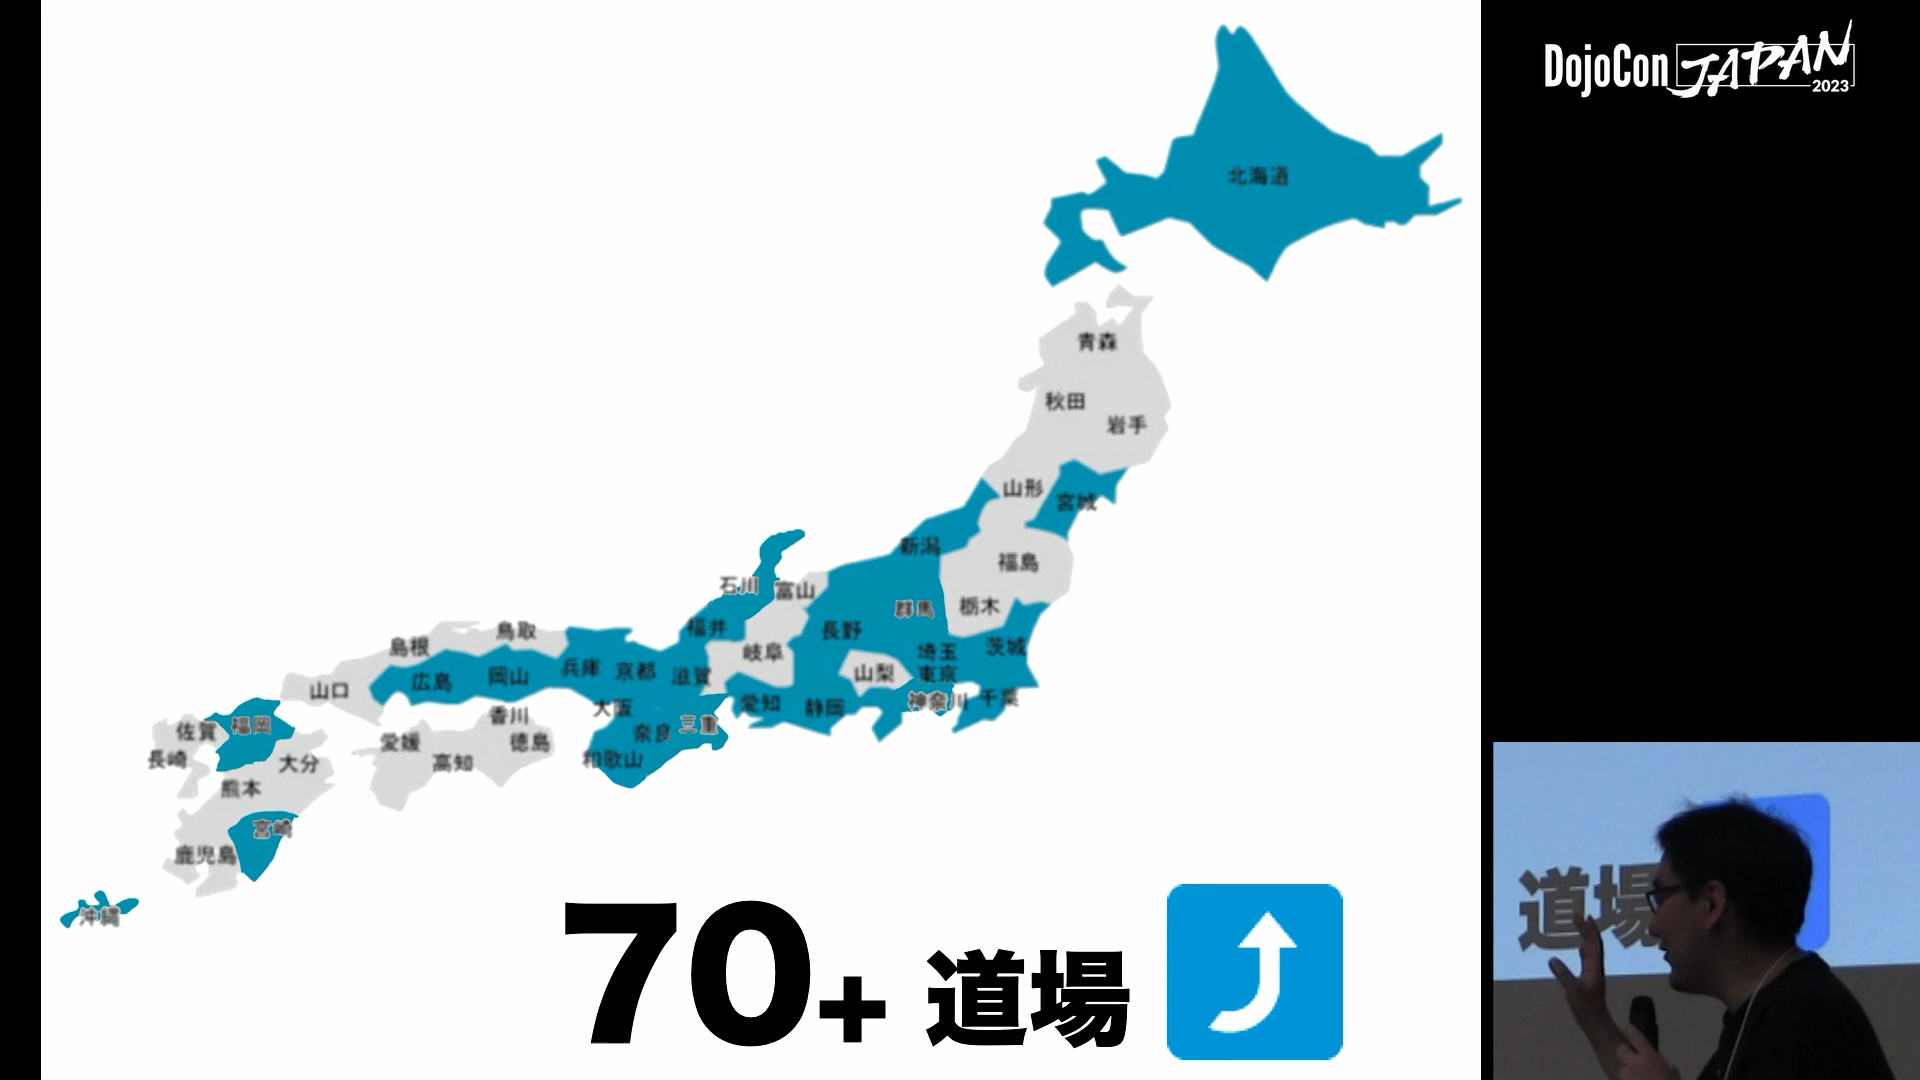 DojoCon JAPAN
2023
北海道
青森
秋田
岩手
山形
宮城
新潟
福島
石川
富山
群馬
栃木
福井
長野
鳥取
島根
岐阜
埼玉
茨城
兵庫
京都
滋賀
山梨
東京
広島
岡山
山口
愛知
静岡
神奈川
千葉
大阪
香川
三重
奈良
佐賀
福岡
愛媛
徳島
和歌山
長崎
大分
高知
熊本
宮崎
鹿児島
沖縄
70+ 道場
道場